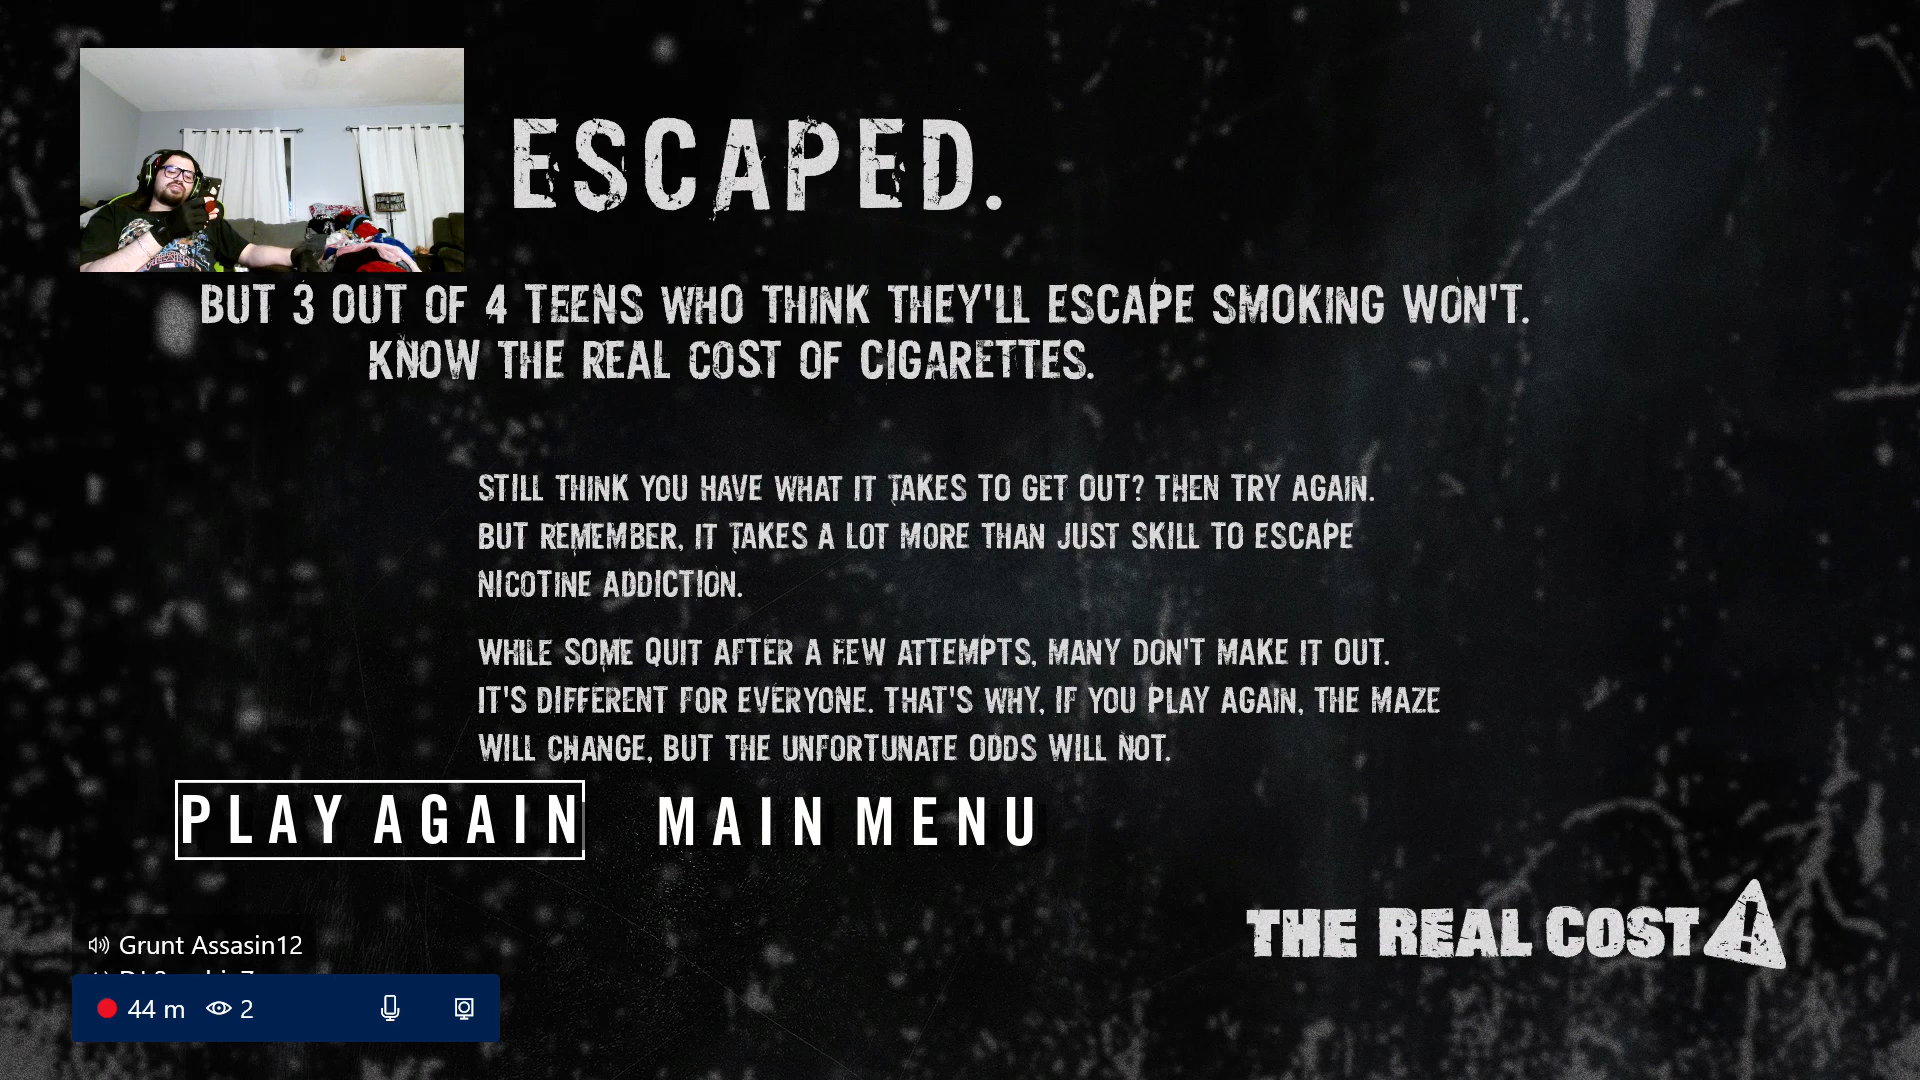 ESCAPED.
BUT 3 OUT OF 4 TEENS WHO THINK THEY'LL ESCAPE SMOKING WON'T.
KNOW THE REAL COST OF CIGARETTES.
STILL THINK YOU HAVE WHAT IT TAKES TO GET OUT? THEN TRY AGAIN.
BUT REMEMBER, IT TAKES A LOT MORE THAN JUST SKILL TO ESCAPE
NICOTINE ADDICTION.
WHILE SOME QUIT AFTER A FEW ATTEMPTS, MANY DON'T MAKE IT OUT.
IT'S DIFFERENT FOR EVERYONE. THAT'S WHY, IF YOU PLAY AGAIN, THE MAZE
WILL CHANGE, BUT THE UNFORTUNATE ODDS WILL NOT.
PLAY AGAIN
MAIN MENU
THE REAL COST
Grunt Assasin12
44 m 2